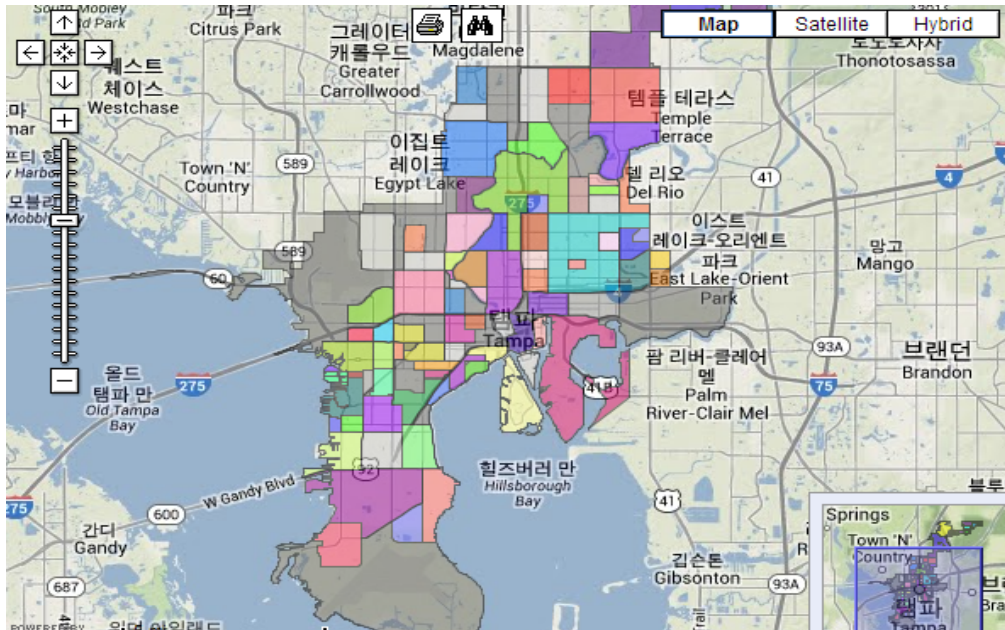 South Mobley
Rd Park
파크
Citrus Park
그레이터
캐롤우드
Greater
Carrollwood
Magdalene
Map
Satellite
Hybrid
Thonotosassa
웨스트
체이스
Westchase
템플 테라스
Temple
Terrace
이집트
레이크
Egypt Lake
589
Town 'N'
Country
델 리오
Del Rio
41
4
275
589
이스트
레이크-오리엔트
파크
East Lake-Orient
Park
망고
Mango
60
4
탬파
Tampa
93A
브랜던
Brandon
올드
탬파 만
Old Tampa
Bay
275
41B
팜 리버-클레어
멜
Palm
River-Clair Mel
75
92
힐즈버러 만
Hillsborough
Bay
W Gandy Blvd
600
41
275
간디
Gandy
687
깁슨톤
Gibsonton
93A
블루
Springs
Town 'N'
Country
탬파
Tampa